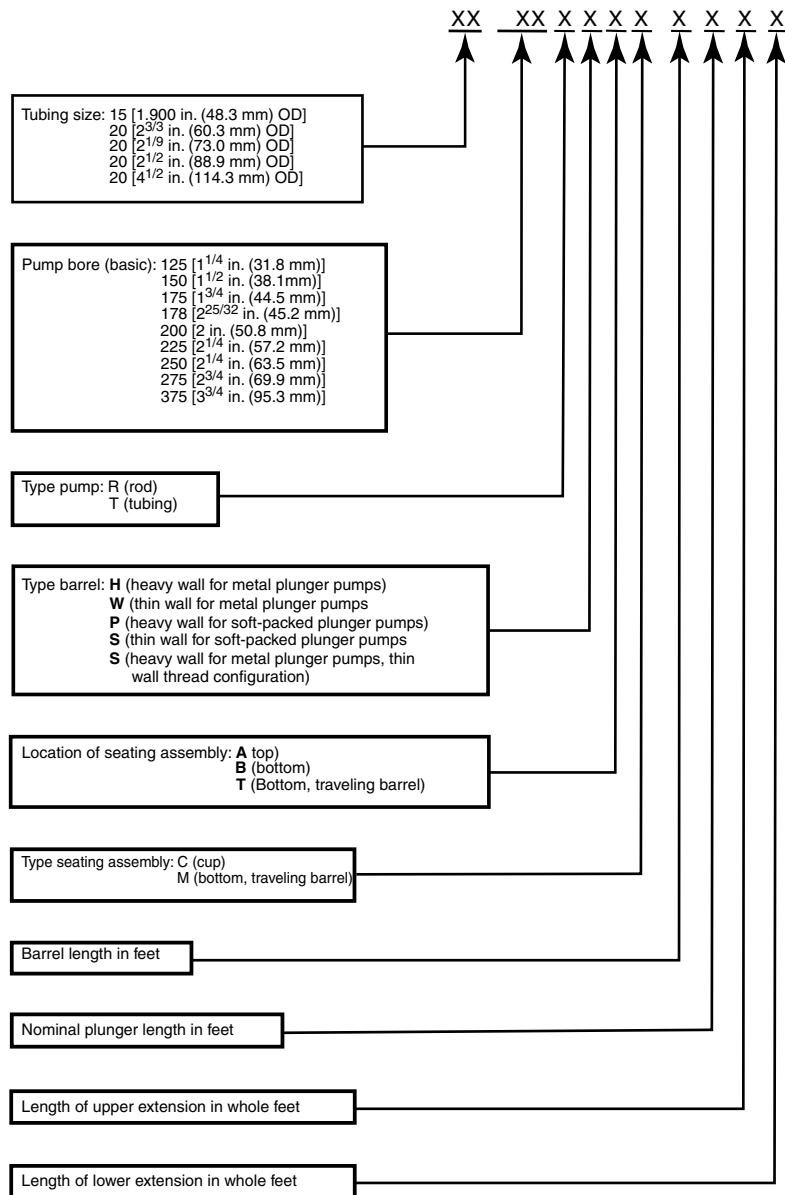 XX XX X X X X X X X X
Tubing size: 15 [1.900 in. (48.3 mm) OD]
20 [2 3/3 in. (60.3 mm) OD]
20 [2 1/9 in. (73.0 mm) OD]
20 [2 1/2 in. (88.9 mm) OD]
20 [4 1/2 in. (114.3 mm) OD]
Pump bore (basic): 125 [1 1/4 in. (31.8 mm)]
150 [1 1/2 in. (38.1mm)]
175 [1 3/4 in. (44.5 mm)]
178 [2 25/32 in. (45.2 mm)]
200 [2 in. (50.8 mm)]
225 [2 1/4 in. (57.2 mm)]
250 [2 1/4 in. (63.5 mm)]
275 [2 3/4 in. (69.9 mm)]
375 [3 3/4 in. (95.3 mm)]
Type pump: R (rod)
T (tubing)
Type barrel: H (heavy wall for metal plunger pumps)
W (thin wall for metal plunger pumps
P (heavy wall for soft-packed plunger pumps)
S (thin wall for soft-packed plunger pumps
S (heavy wall for metal plunger pumps, thin
wall thread configuration)
Location of seating assembly: A top)
B (bottom)
T (Bottom, traveling barrel)
Type seating assembly: C (cup)
M (bottom, traveling barrel)
Barrel length in feet
Nominal plunger length in feet
Length of upper extension in whole feet
Length of lower extension in whole feet